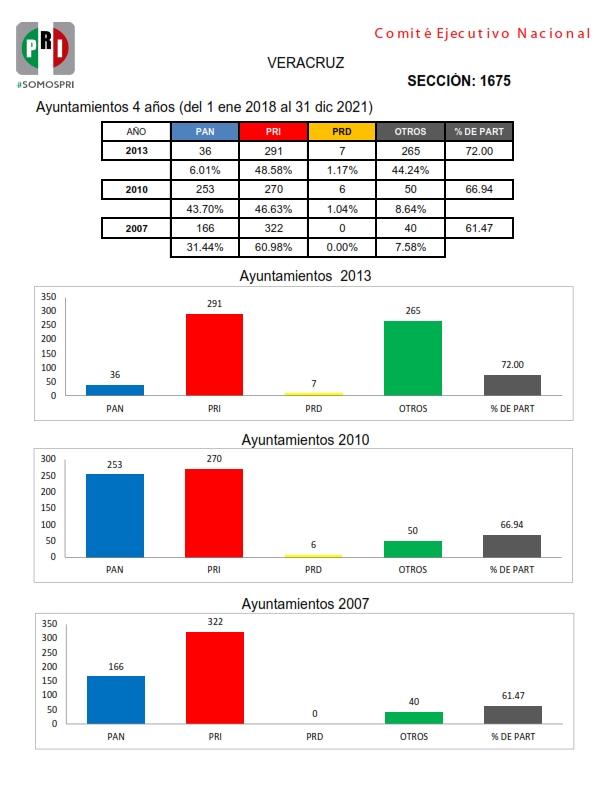 Comité Ejecutivo Nacional
PRI
#SOMOSPRI
VERACRUZ
SECCIÓN: 1675
Ayuntamientos 4 años (del 1 ene 2018 al 31 dic 2021)
AÑO PAN PRI PRD OTROS % DE PART
2013 36 291 7 265 72.00
6.01% 48.58% 1.17% 44.24%
2010 253 270 6 50 66.94
43.70% 46.63% 1.04% 8.64%
2007 166 322 0 40 61.47
31.44% 60.98% 0.00% 7.58%
Ayuntamientos 2013
350
300
250
200
150
100
50
0
36 291 7 265 72.00
PAN PRI PRD OTROS % DE PART
Ayuntamientos 2010
300
250
200
150
100
50
0
253 270 6 50 66.94
PAN PRI PRD OTROS % DE PART
Ayuntamientos 2007
350
300
250
200
150
100
50
0
166 322 0 40 61.47
PAN PRI PRD OTROS % DE PART